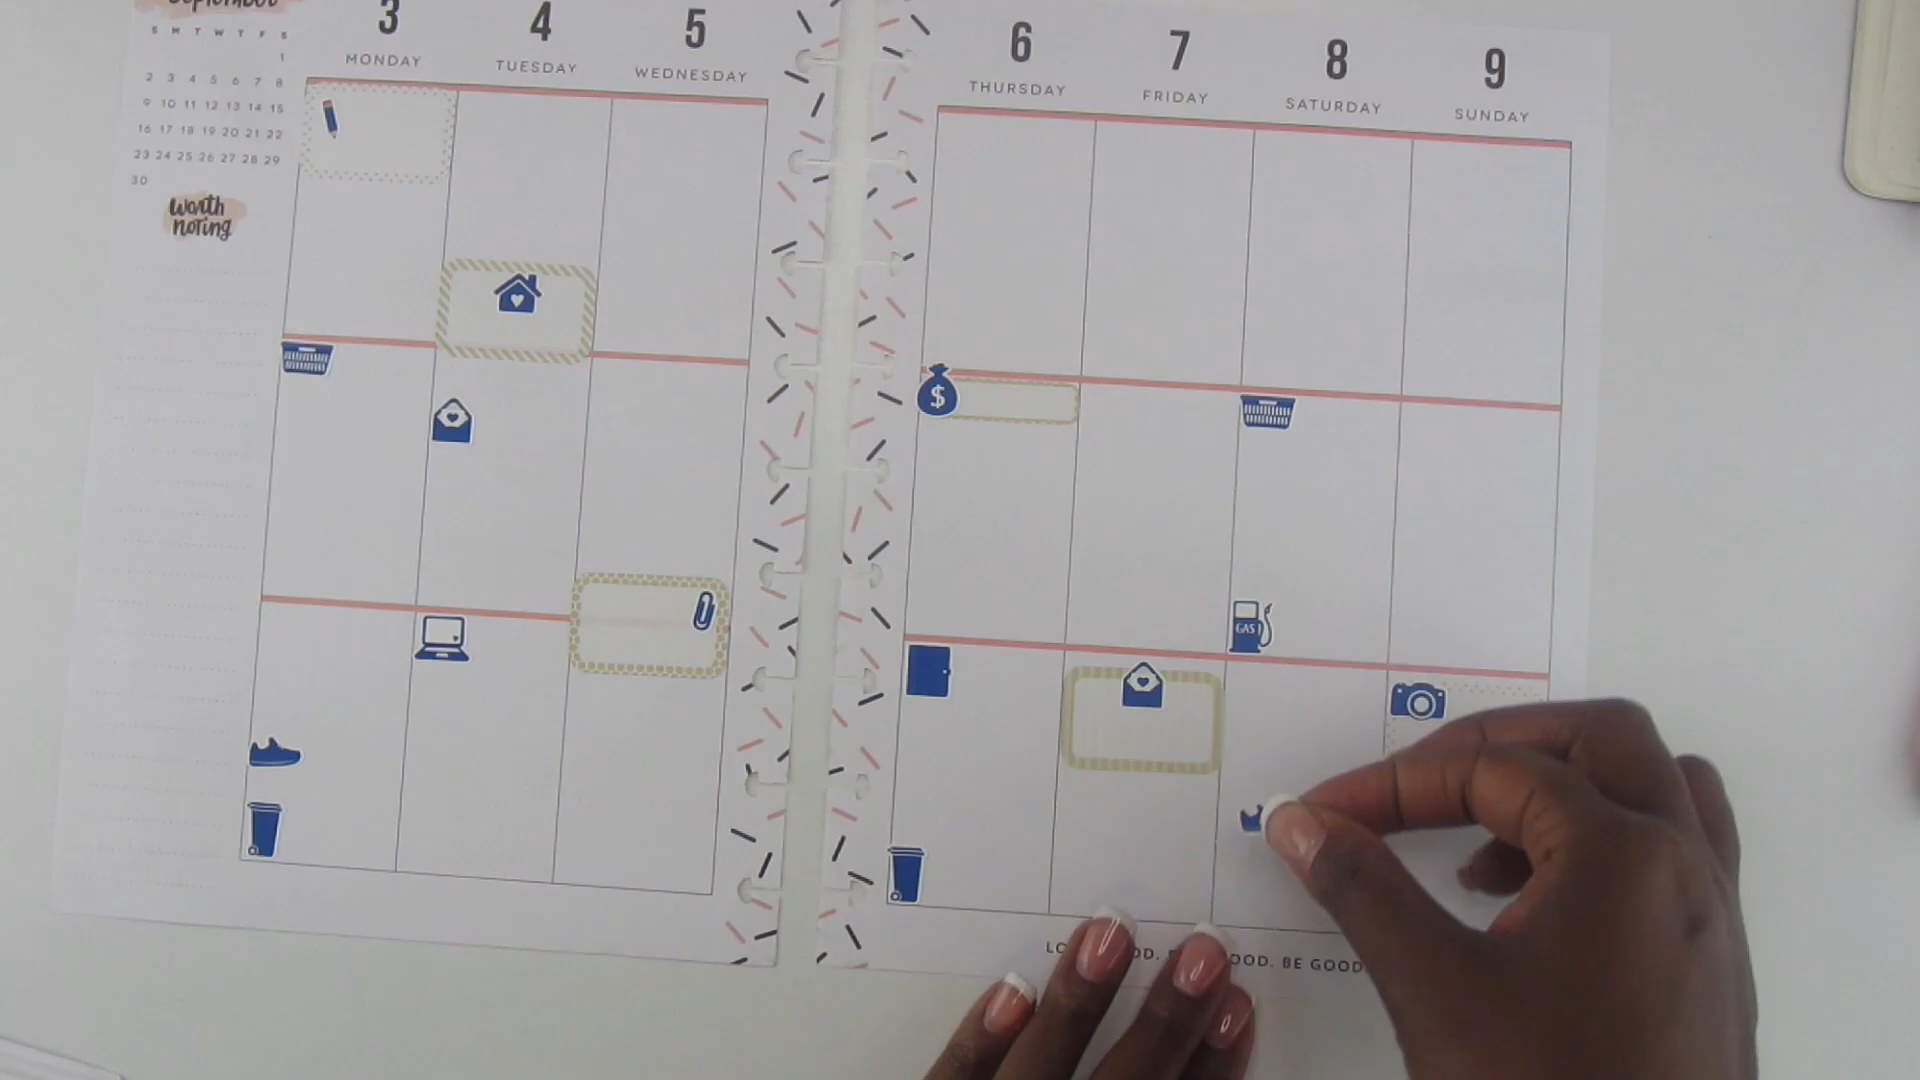 September
S M T W T F S
1
2 3 4 5 6 7 8
9 10 11 12 13 14 15
16 17 18 19 20 21 22
23 24 25 26 27 28 29
30
worth
noting
3 4 5 6 7 8 9
MONDAY TUESDAY WEDNESDAY THURSDAY FRIDAY SATURDAY SUNDAY
$
GAS
BE GOOD